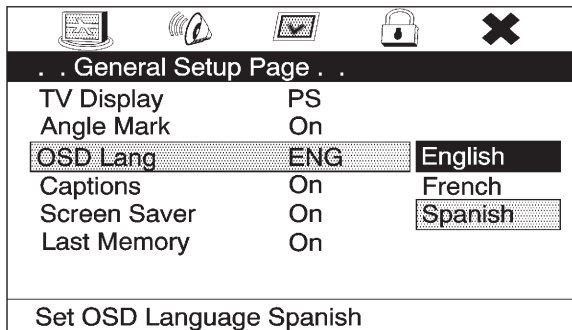 . . General Setup Page . .
TV Display PS
Angle Mark On
OSD Lang ENG English
Captions On French
Screen Saver On Spanish
Last Memory On
Set OSD Language Spanish